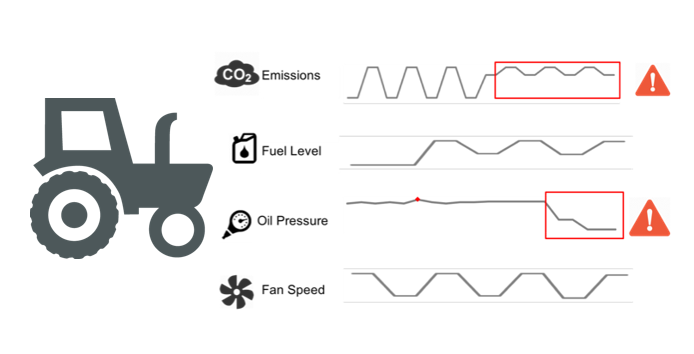 CO2 Emissions
Fuel Level
Oil Pressure
Fan Speed